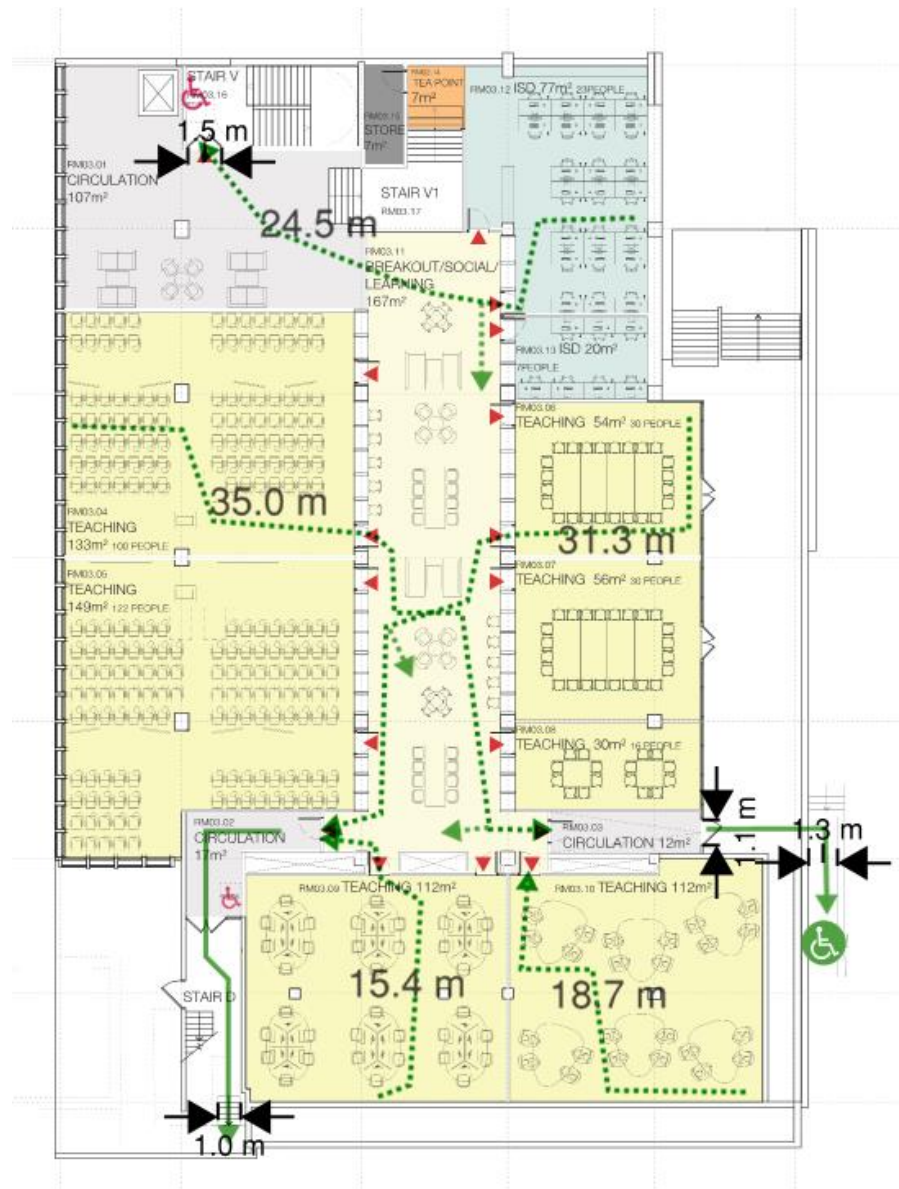 STAIR V
RM03.16
1.5 m
TEA POINT
7m²
RM03.12 ISD 77m² 23PEOPLE
STORE
7m²
RM03.01
CIRCULATION
107m²
STAIR V1
RM03.17
24.5 m
RM03.11
BREAKOUT/SOCIAL/
LEARNING
167m²
RM03.13 ISD 20m²
7PEOPLE
RM03.06
TEACHING 54m² 30 PEOPLE
35.0 m
RM03.04
TEACHING
133m² 100 PEOPLE
31.3 m
RM03.07
TEACHING 56m² 30 PEOPLE
RM03.05
TEACHING
149m² 122 PEOPLE
RM03.08
TEACHING 30m² 16 PEOPLE
RM03.02
CIRCULATION
17m²
RM03.03
CIRCULATION 12m²
1.1 m
1.3 m
RM03.09 TEACHING 112m²
RM03.10 TEACHING 112m²
15.4 m
18.7 m
STAIR D
1.0 m